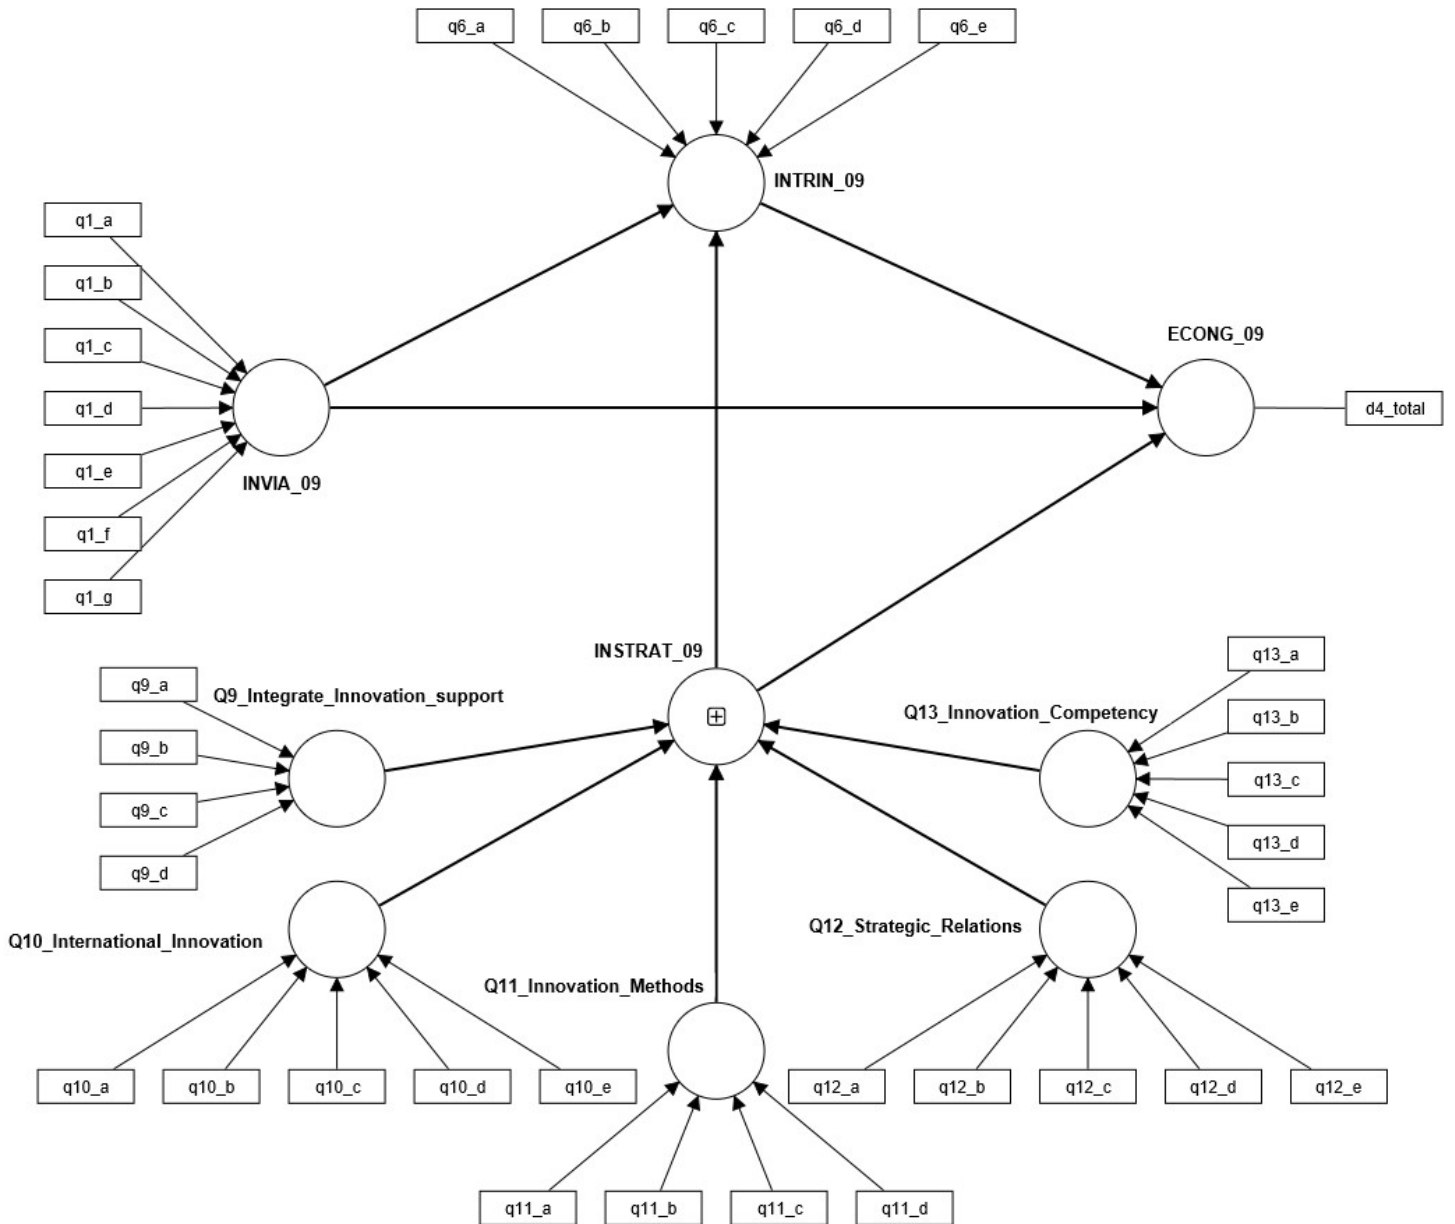 q6_a
q6_b
q6_c
q6_d
q6_e
INTRIN_09
q1_a
q1_b
q1_c
q1_d
q1_e
q1_f
q1_g
INVIA_09
ECONG_09
d4_total
INSTRAT_09
q9_a
q9_b
q9_c
q9_d
Q9_Integrate_Innovation_support
Q13_Innovation_Competency
q13_a
q13_b
q13_c
q13_d
q13_e
Q10_International_Innovation
Q12_Strategic_Relations
Q11_Innovation_Methods
q10_a
q10_b
q10_c
q10_d
q10_e
q12_a
q12_b
q12_c
q12_d
q12_e
q11_a
q11_b
q11_c
q11_d